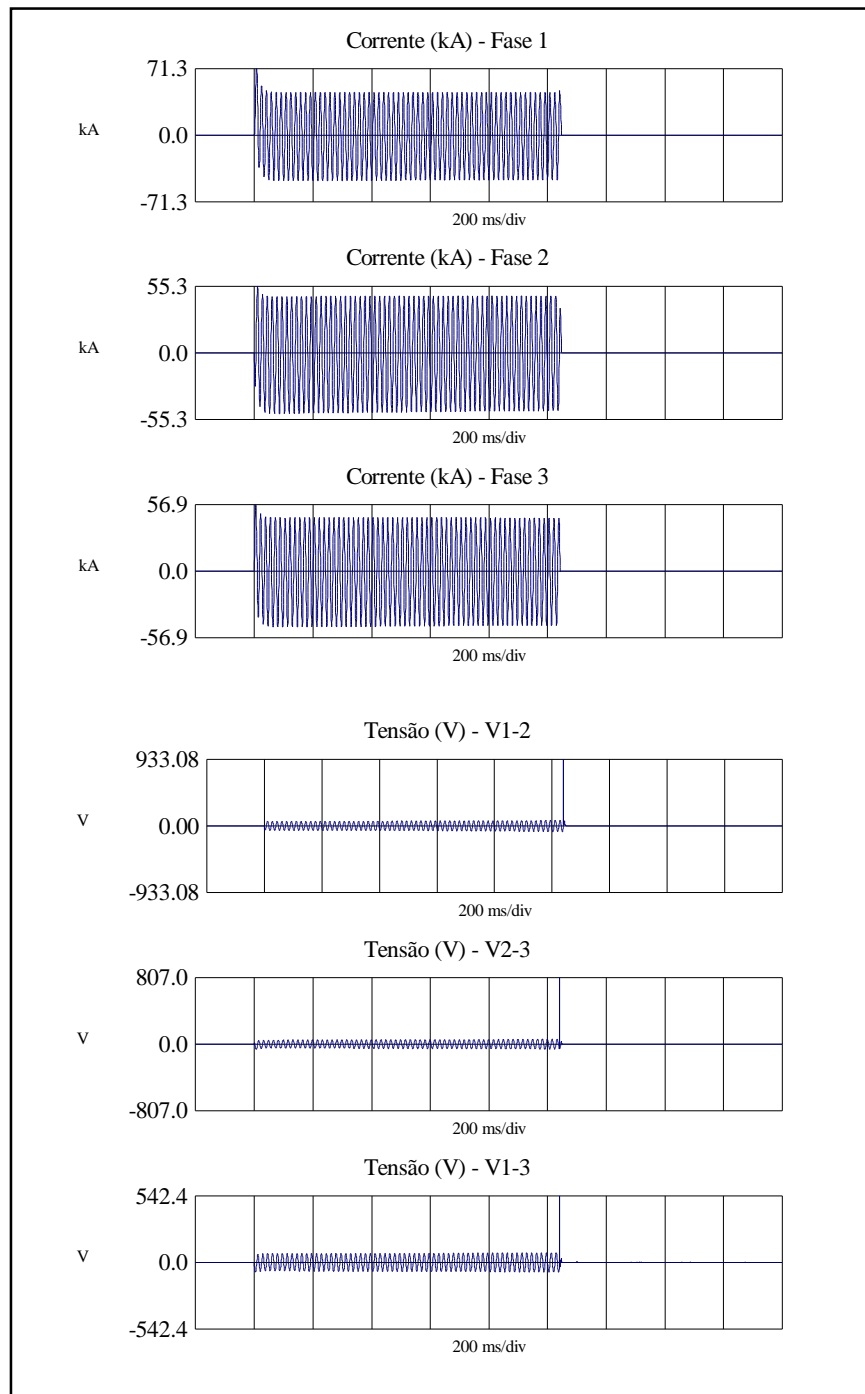 Corrente (kA) - Fase 1
71.3
kA
0.0
-71.3
200 ms/div
Corrente (kA) - Fase 2
55.3
kA
0.0
-55.3
200 ms/div
Corrente (kA) - Fase 3
56.9
kA
0.0
-56.9
200 ms/div
Tensão (V) - V1-2
933.08
V
0.00
-933.08
200 ms/div
Tensão (V) - V2-3
807.0
V
0.0
-807.0
200 ms/div
Tensão (V) - V1-3
542.4
V
0.0
-542.4
200 ms/div